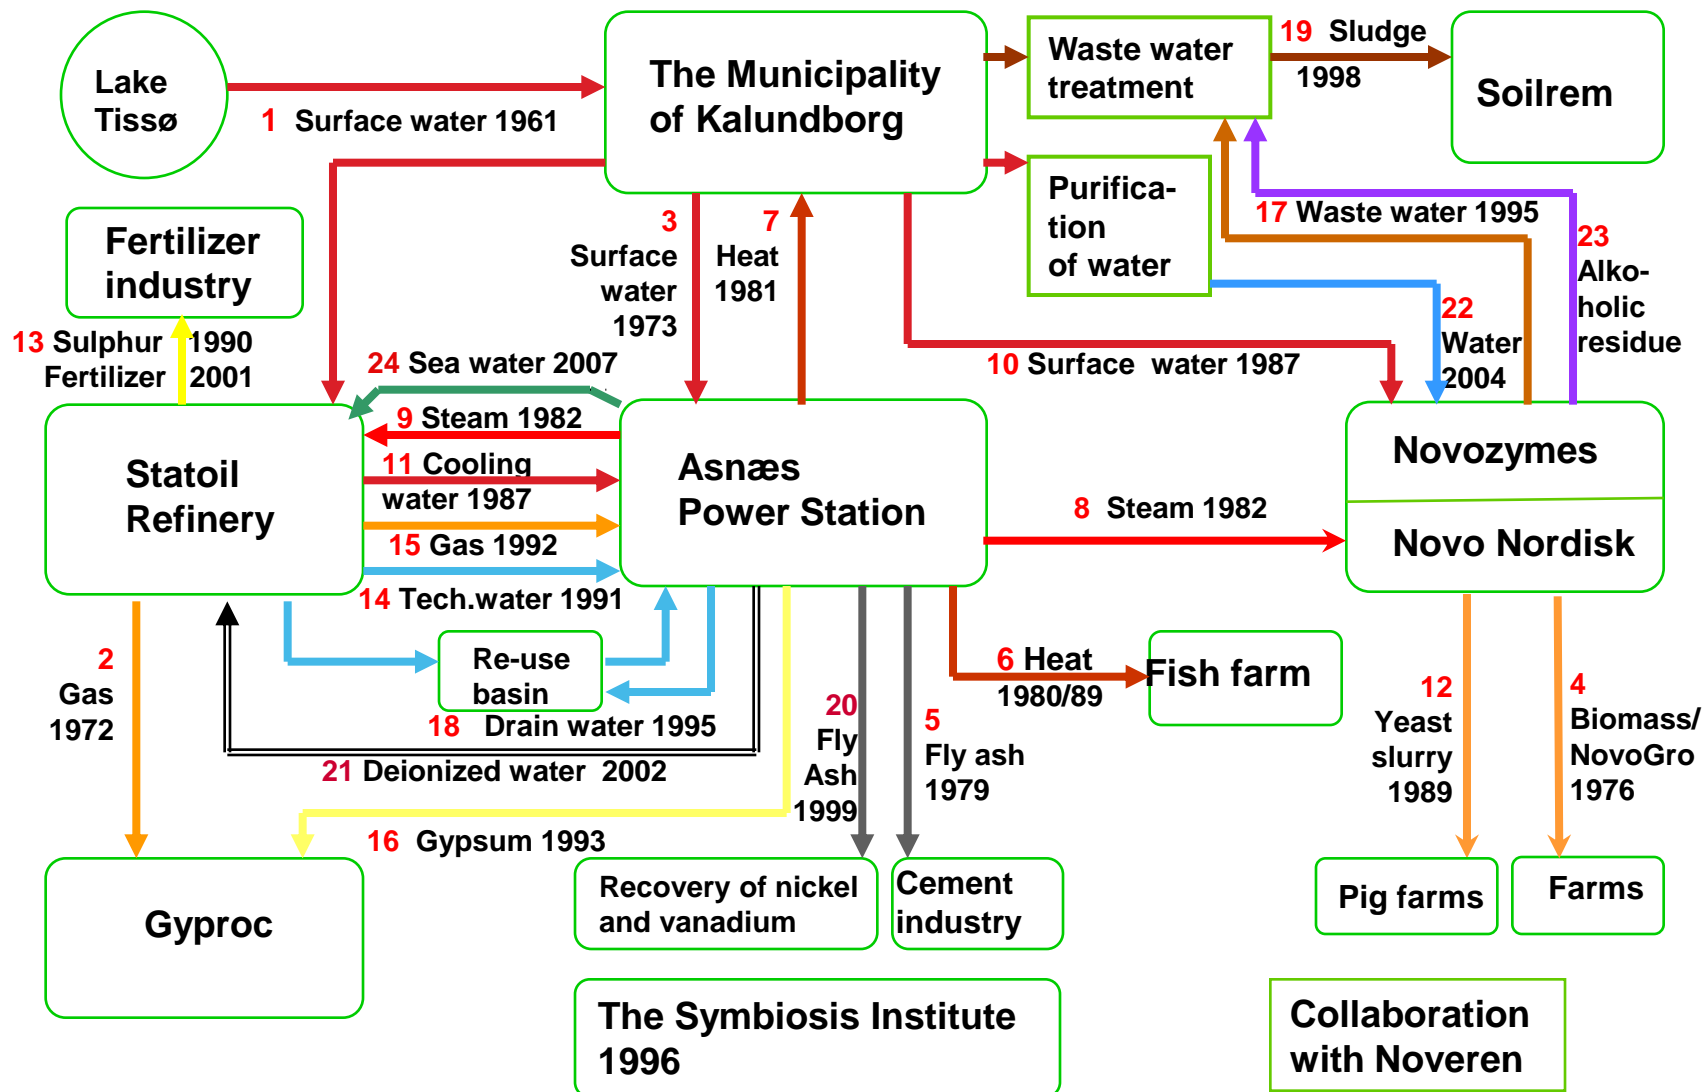 Lake
Tissø
1 Surface water 1961
The Municipality
of Kalundborg
Waste water
treatment
19 Sludge
1998
Soilrem
Purifica-
tion
of water
17 Waste water 1995
23
Alko-
holic
residue
Fertilizer
industry
3
Surface
water
1973
7
Heat
1981
22
Water
2004
10 Surface water 1987
13 Sulphur 1990
Fertilizer 2001
24 Sea water 2007
9 Steam 1982
11 Cooling
water 1987
15 Gas 1992
14 Tech.water 1991
Statoil
Refinery
Asnæs
Power Station
8 Steam 1982
Novozymes
Novo Nordisk
2
Gas
1972
Re-use
basin
18 Drain water 1995
21 Deionized water 2002
16 Gypsum 1993
20
Fly
Ash
1999
5
Fly ash
1979
6 Heat
1980/89
Fish farm
12
Yeast
slurry
1989
4
Biomass/
NovoGro
1976
Gyproc
Recovery of nickel
and vanadium
Cement
industry
Pig farms
Farms
The Symbiosis Institute
1996
Collaboration
with Noveren